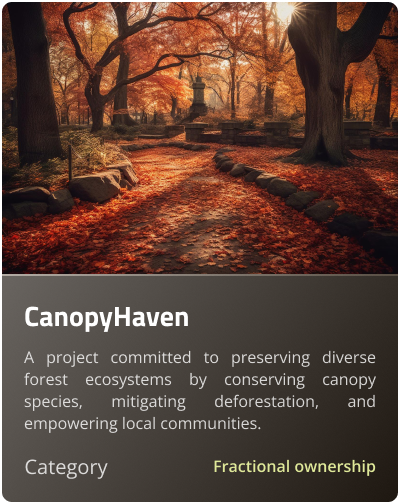 CanopyHaven
A project committed to preserving diverse
forest ecosystems by conserving canopy
species, mitigating deforestation, and
empowering local communities.
Category
Fractional ownership